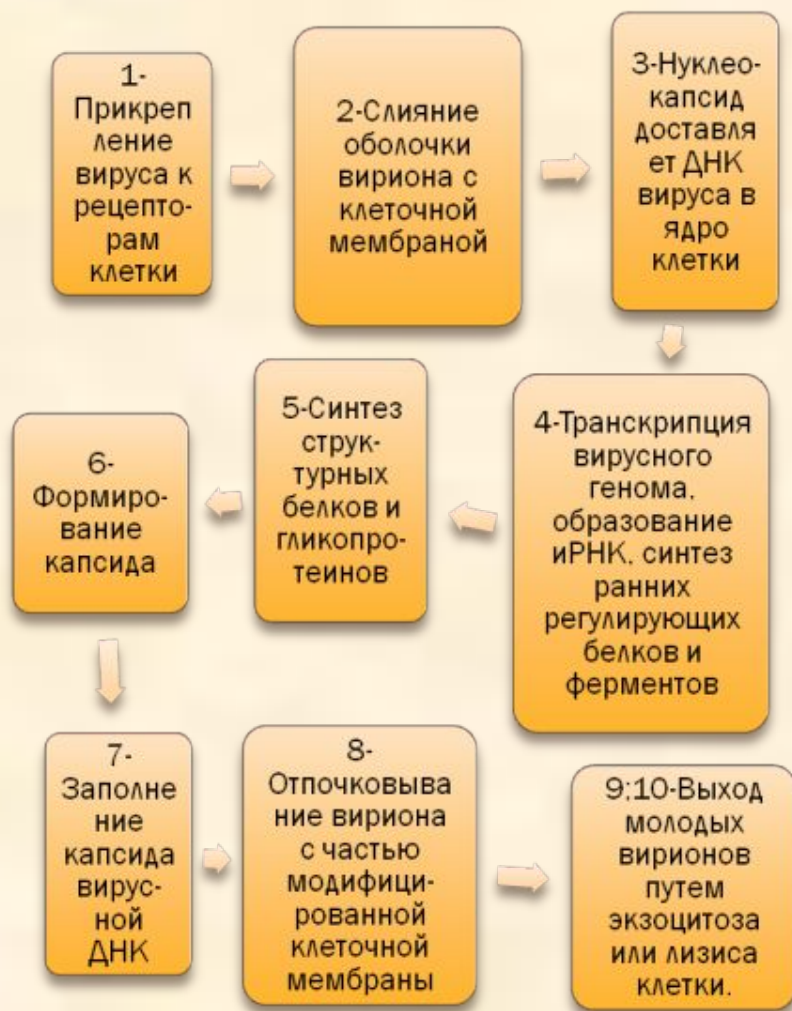 1-
Прикреп
ление
вируса к
рецепто-
рам
клетки
2-Слияние
оболочки
вириона с
клеточной
мембраной
3-Нуклео-
капсид
доставля
ет ДНК
вируса в
ядро
клетки
4-Транскрипция
вирусного
генома,
образование
иРНК, синтез
ранних
регулирующих
белков и
ферментов
5-Синтез
струк-
турных
белков и
гликопро-
теинов
6-
Формиро-
вание
капсида
7-
Заполне
ние
капсида
вирус-
ной
ДНК
8-
Отпочковыва
ние вириона
с частью
модифици-
рованной
клеточной
мембраны
9;10-Выход
молодых
вирионов
путем
экзоцитоза
или лизиса
клетки.